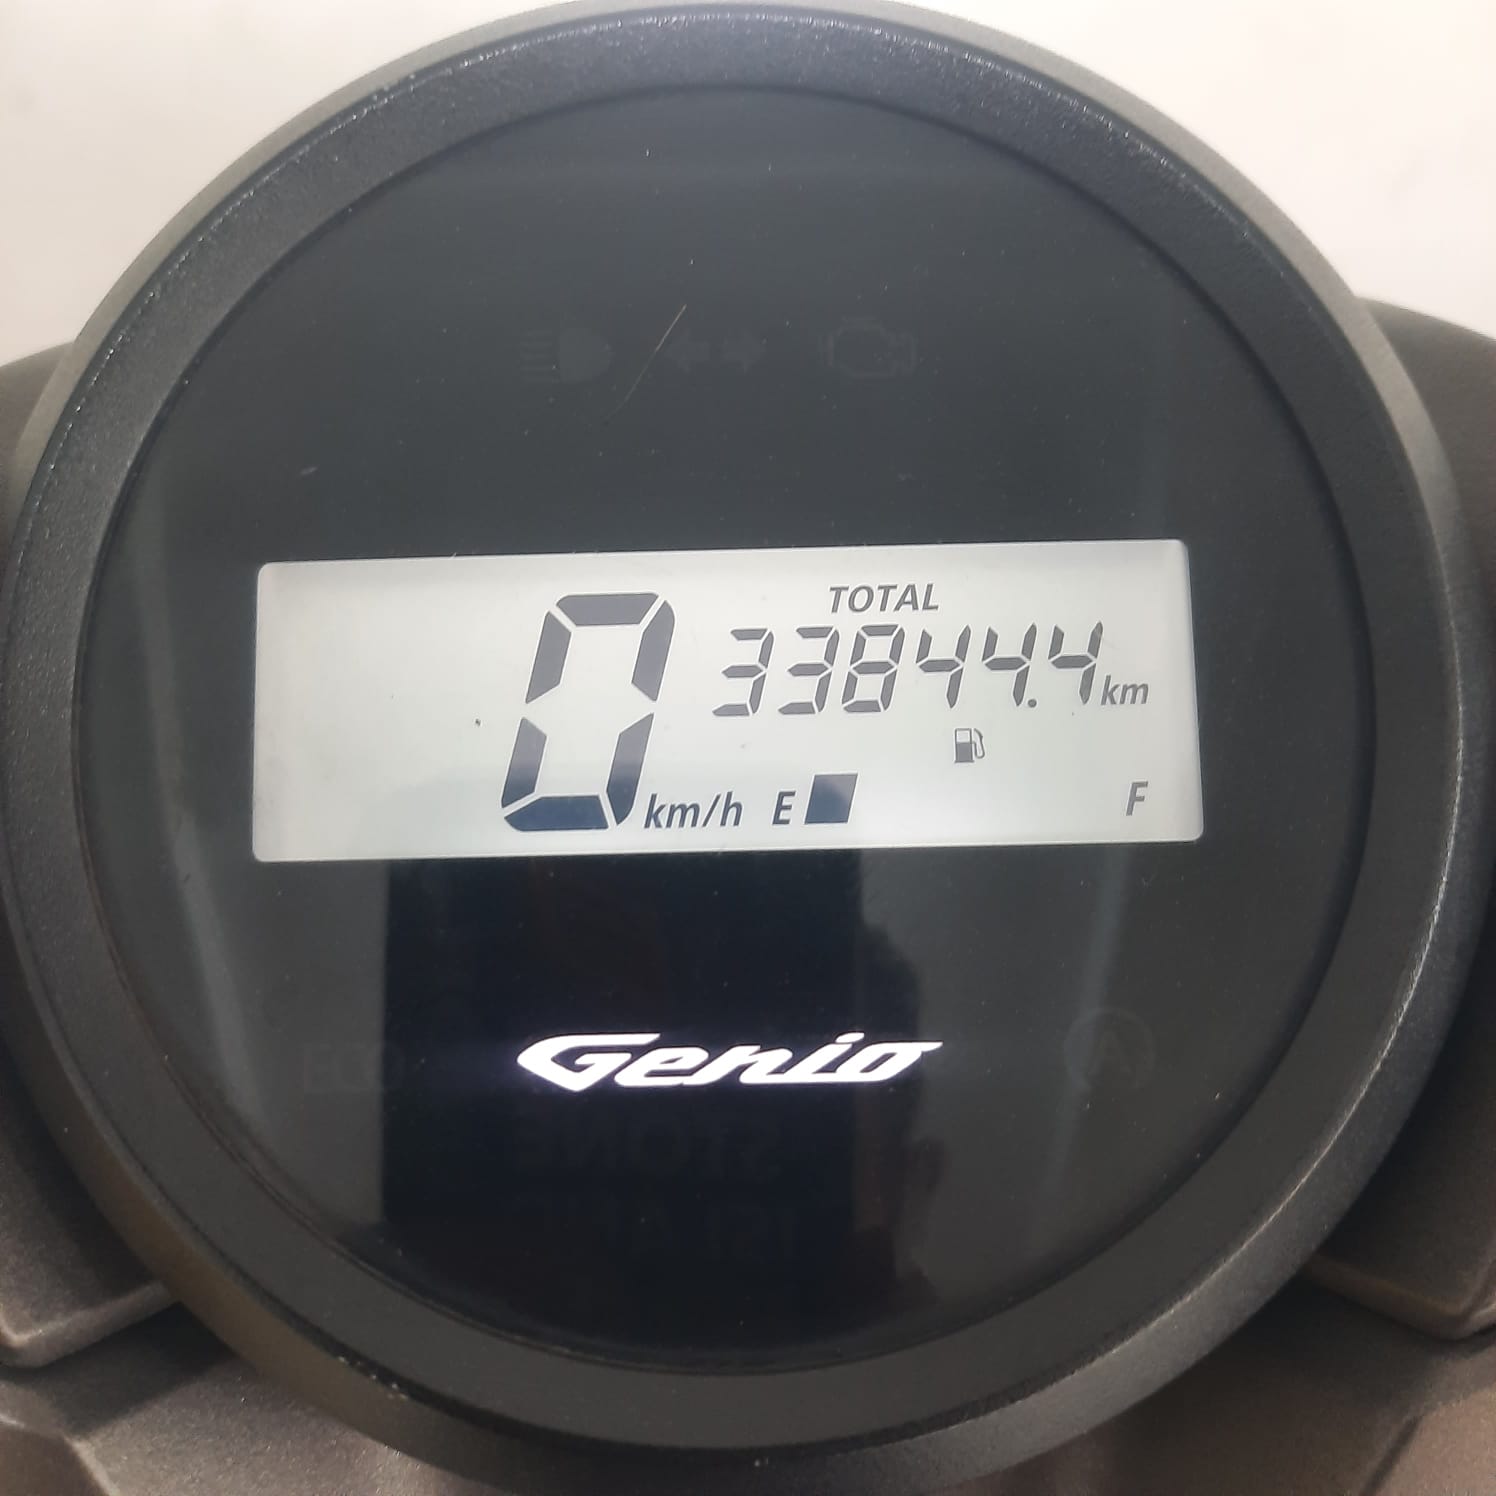 TOTAL
0 km/h
33844.4 km
E F
Genio